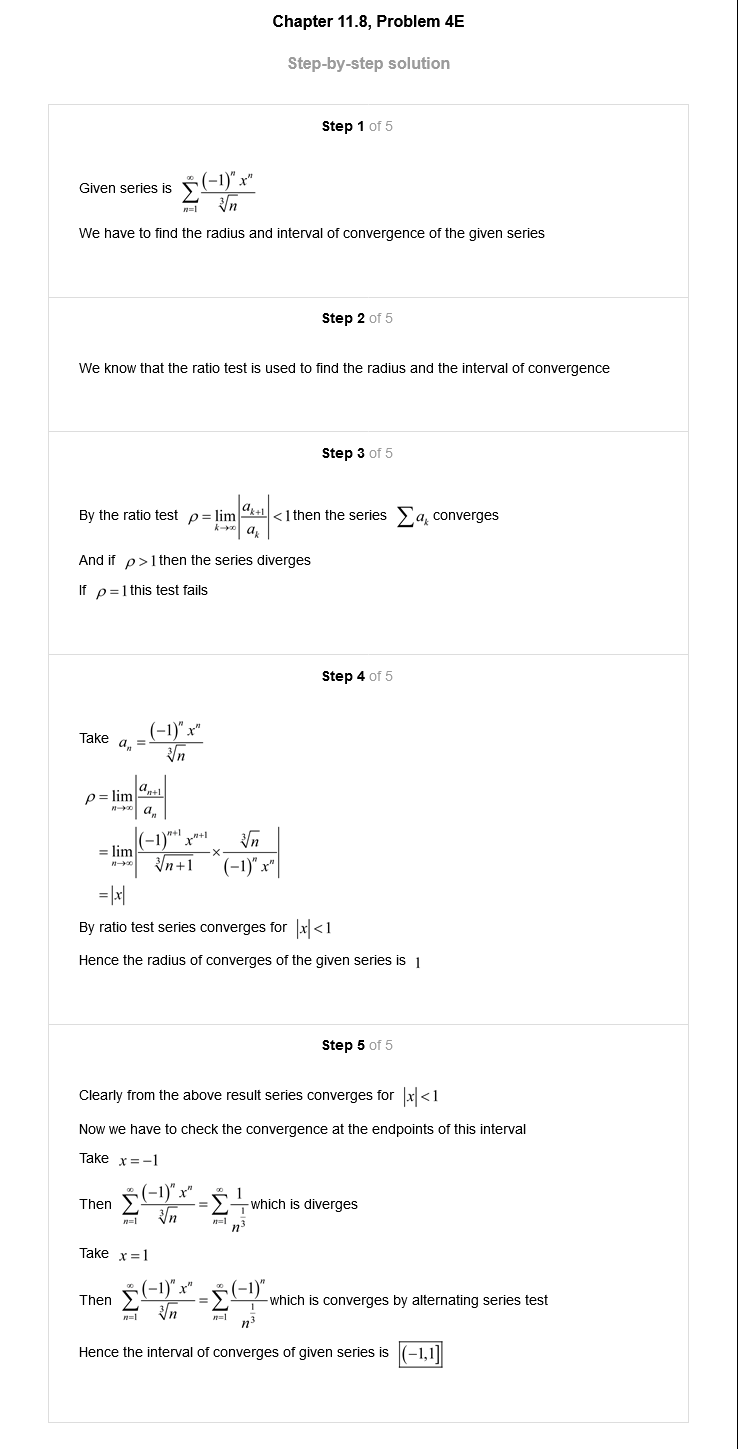 Chapter 11.8, Problem 4E
Step-by-step solution
Step 1 of 5
Given series is $\sum_{n=1}^{\infty} \frac{(-1)^n x^n}{\sqrt[3]{n}}$
We have to find the radius and interval of convergence of the given series
Step 2 of 5
We know that the ratio test is used to find the radius and the interval of convergence
Step 3 of 5
By the ratio test $\rho = \lim_{k \to \infty} \left| \frac{a_{k+1}}{a_k} \right| < 1$ then the series $\sum a_k$ converges
And if $\rho > 1$ then the series diverges
If $\rho = 1$ this test fails
Step 4 of 5
Take $a_n = \frac{(-1)^n x^n}{\sqrt[3]{n}}$
$\rho = \lim_{n \to \infty} \left| \frac{a_{n+1}}{a_n} \right|$
$= \lim_{n \to \infty} \left| \frac{(-1)^{n+1} x^{n+1}}{\sqrt[3]{n+1}} \times \frac{\sqrt[3]{n}}{(-1)^n x^n} \right|$
$= |x|$
By ratio test series converges for $|x| < 1$
Hence the radius of converges of the given series is 1
Step 5 of 5
Clearly from the above result series converges for $|x| < 1$
Now we have to check the convergence at the endpoints of this interval
Take $x = -1$
Then $\sum_{n=1}^{\infty} \frac{(-1)^n x^n}{\sqrt[3]{n}} = \sum_{n=1}^{\infty} \frac{1}{n^{\frac{1}{3}}}$ which is diverges
Take $x = 1$
Then $\sum_{n=1}^{\infty} \frac{(-1)^n x^n}{\sqrt[3]{n}} = \sum_{n=1}^{\infty} \frac{(-1)^n}{n^{\frac{1}{3}}}$ which is converges by alternating series test
Hence the interval of converges of given series is $\boxed{(-1,1]}$